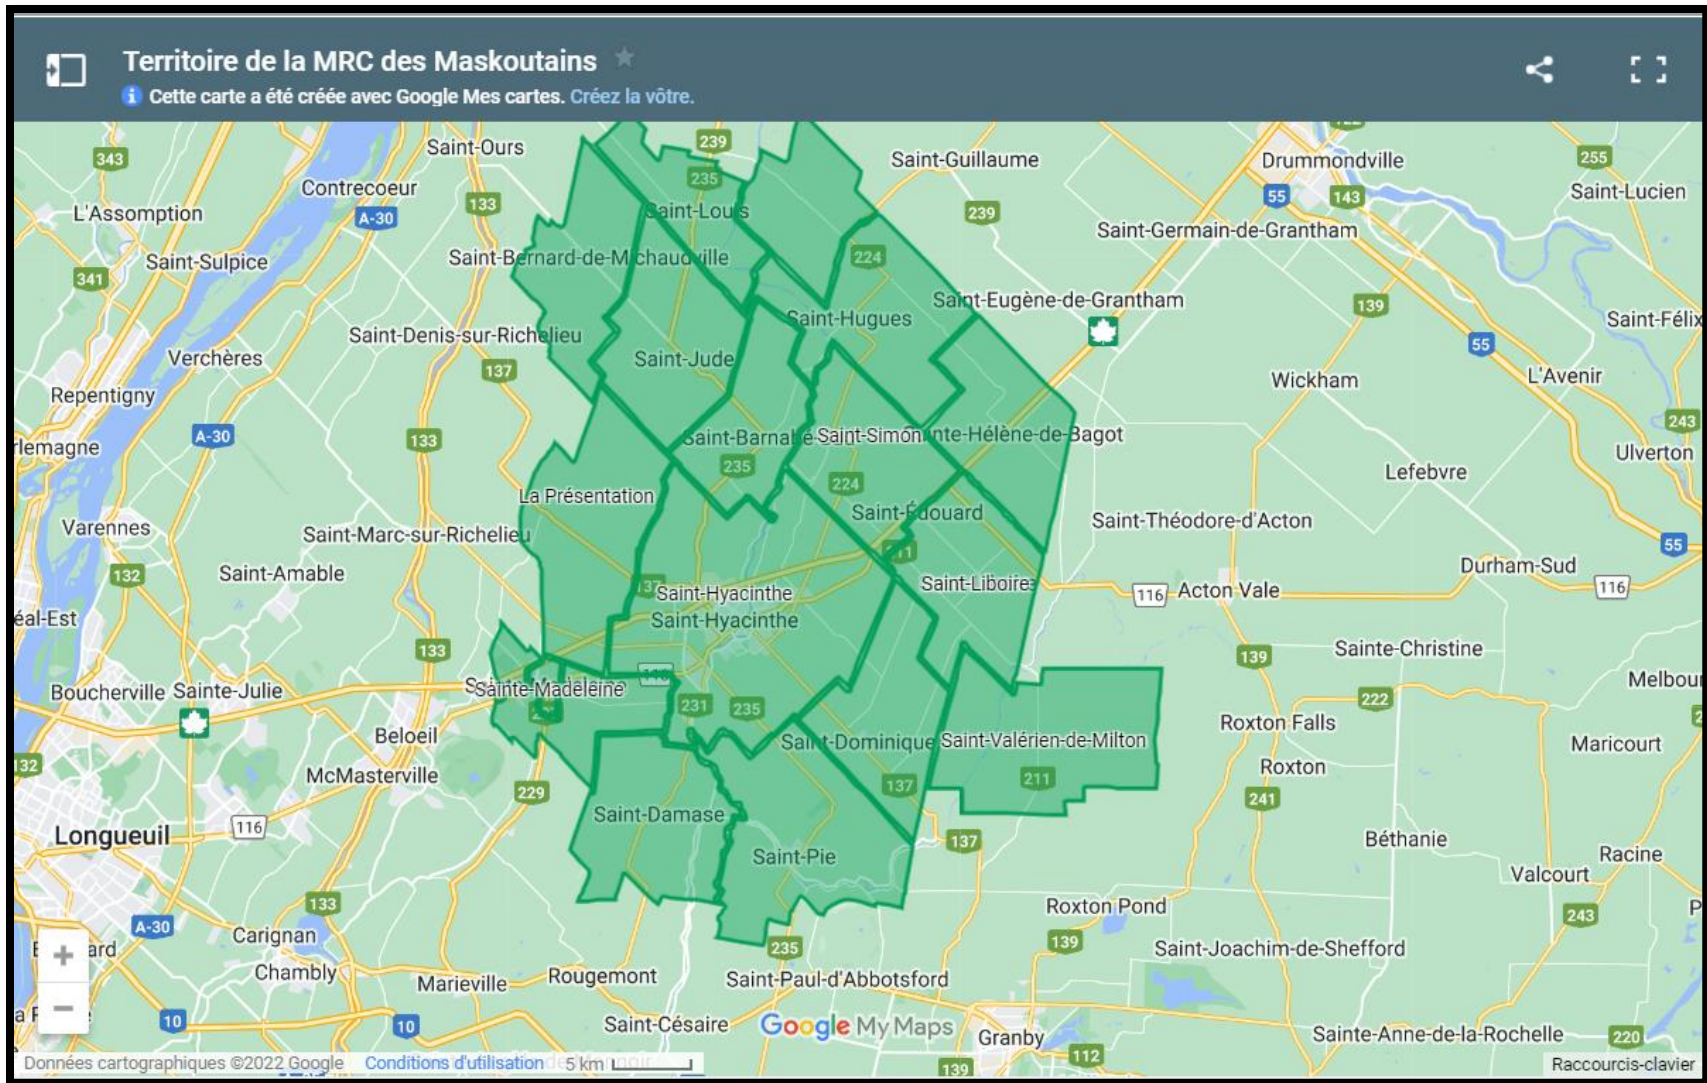 Territoire de la MRC des Maskoutains
Cette carte a été créée avec Google Mes cartes. Créez la vôtre.
239
Saint-Ours
343
Saint-Guillaume
Drummondville
255
235
Contrecoeur
Saint-Lucien
55
143
133
L'Assomption
A-30
Saint-Louis
239
Saint-Germain-de-Grantham
Saint-Bernard-de-Michaudville
224
Saint-Sulpice
341
Saint-Eugène-de-Grantham
139
Saint-Hugues
Saint-Félix
Saint-Denis-sur-Richelieu
55
Verchères
Saint-Jude
137
L'Avenir
Wickham
Repentigny
243
A-30
133
Saint-Barnabé
Saint-Simon
nte-Hélène-de-Bagot
rlemagne
Ulverton
235
Lefebvre
224
La Présentation
Saint-Édouard
Saint-Théodore-d'Acton
Varennes
Saint-Marc-sur-Richelieu
55
211
Durham-Sud
132
Saint-Amable
137
Saint-Liboire
116
Acton Vale
116
Saint-Hyacinthe
Saint-Hyacinthe
éal-Est
133
Sainte-Christine
139
116
Melbour
Boucherville
Sainte-Julie
Sainte-Madeleine
222
231
235
Roxton Falls
Beloeil
Saint-Dominique
Saint-Valérien-de-Milton
Maricourt
132
Roxton
McMasterville
211
137
229
241
Saint-Damase
116
Longueuil
Béthanie
137
Saint-Pie
Racine
Valcourt
133
Roxton Pond
243
A-30
Carignan
139
235
Saint-Joachim-de-Shefford
ard
Chambly
Marieville
Rougemont
Saint-Paul-d'Abbotsford
10
10
Saint-Césaire
Google My Maps
Granby
Sainte-Anne-de-la-Rochelle
220
112
139
Données cartographiques ©2022 Google
Conditions d'utilisation
5 km
Raccourcis-clavier